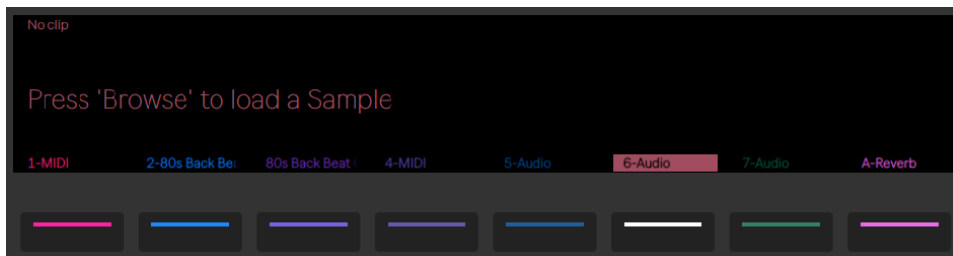 No clip
Press 'Browse' to load a Sample
1-MIDI 2-80s Back Be 80s Back Beat 4-MIDI 5-Audio 6-Audio 7-Audio A-Reverb